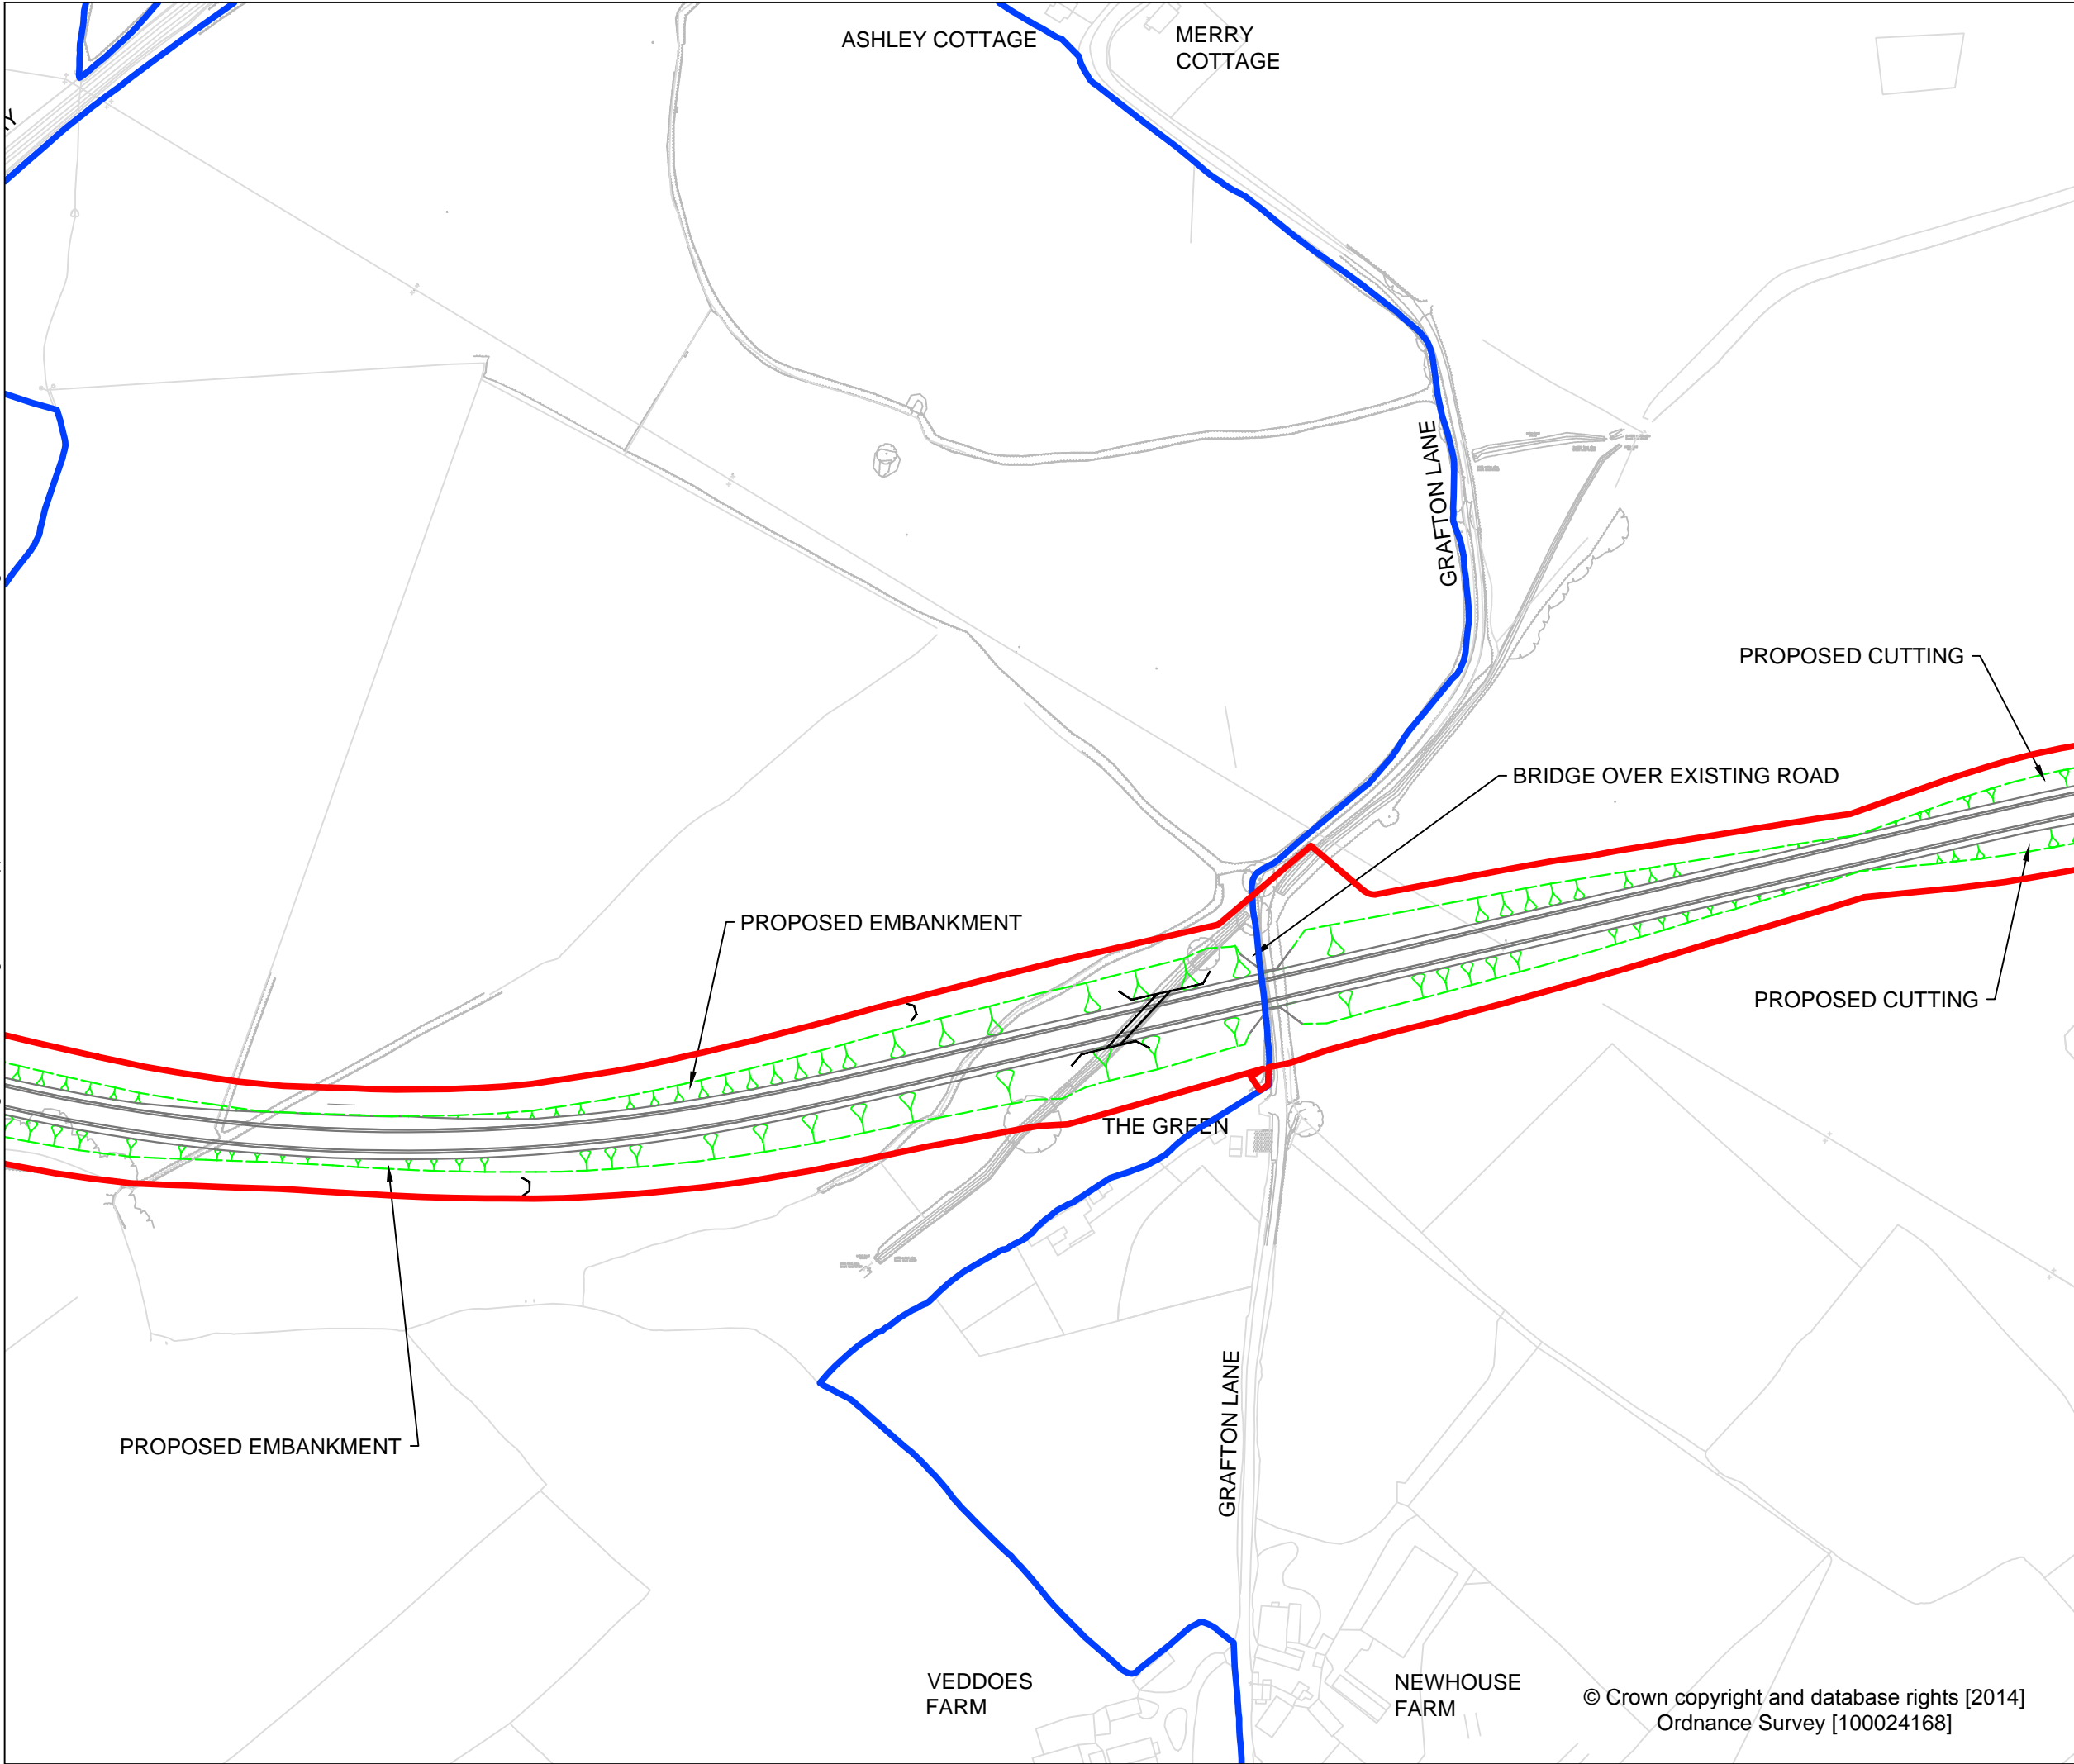 ASHLEY COTTAGE
MERRY
COTTAGE
Y
GRAFTON LANE
PROPOSED CUTTING
BRIDGE OVER EXISTING ROAD
PROPOSED EMBANKMENT
PROPOSED CUTTING
THE GREEN
PROPOSED EMBANKMENT
GRAFTON LANE
VEDDOES
FARM
NEWHOUSE
FARM
© Crown copyright and database rights [2014]
Ordnance Survey [100024168]